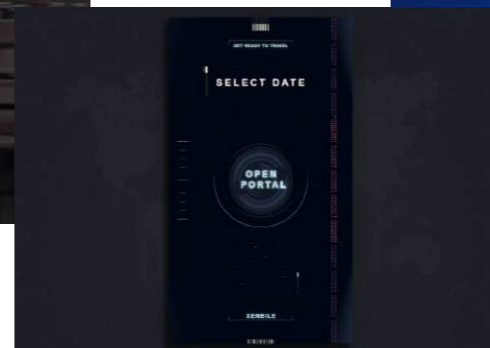 GET READY TO TRAVEL
SELECT DATE
OPEN
PORTAL
XENBILE